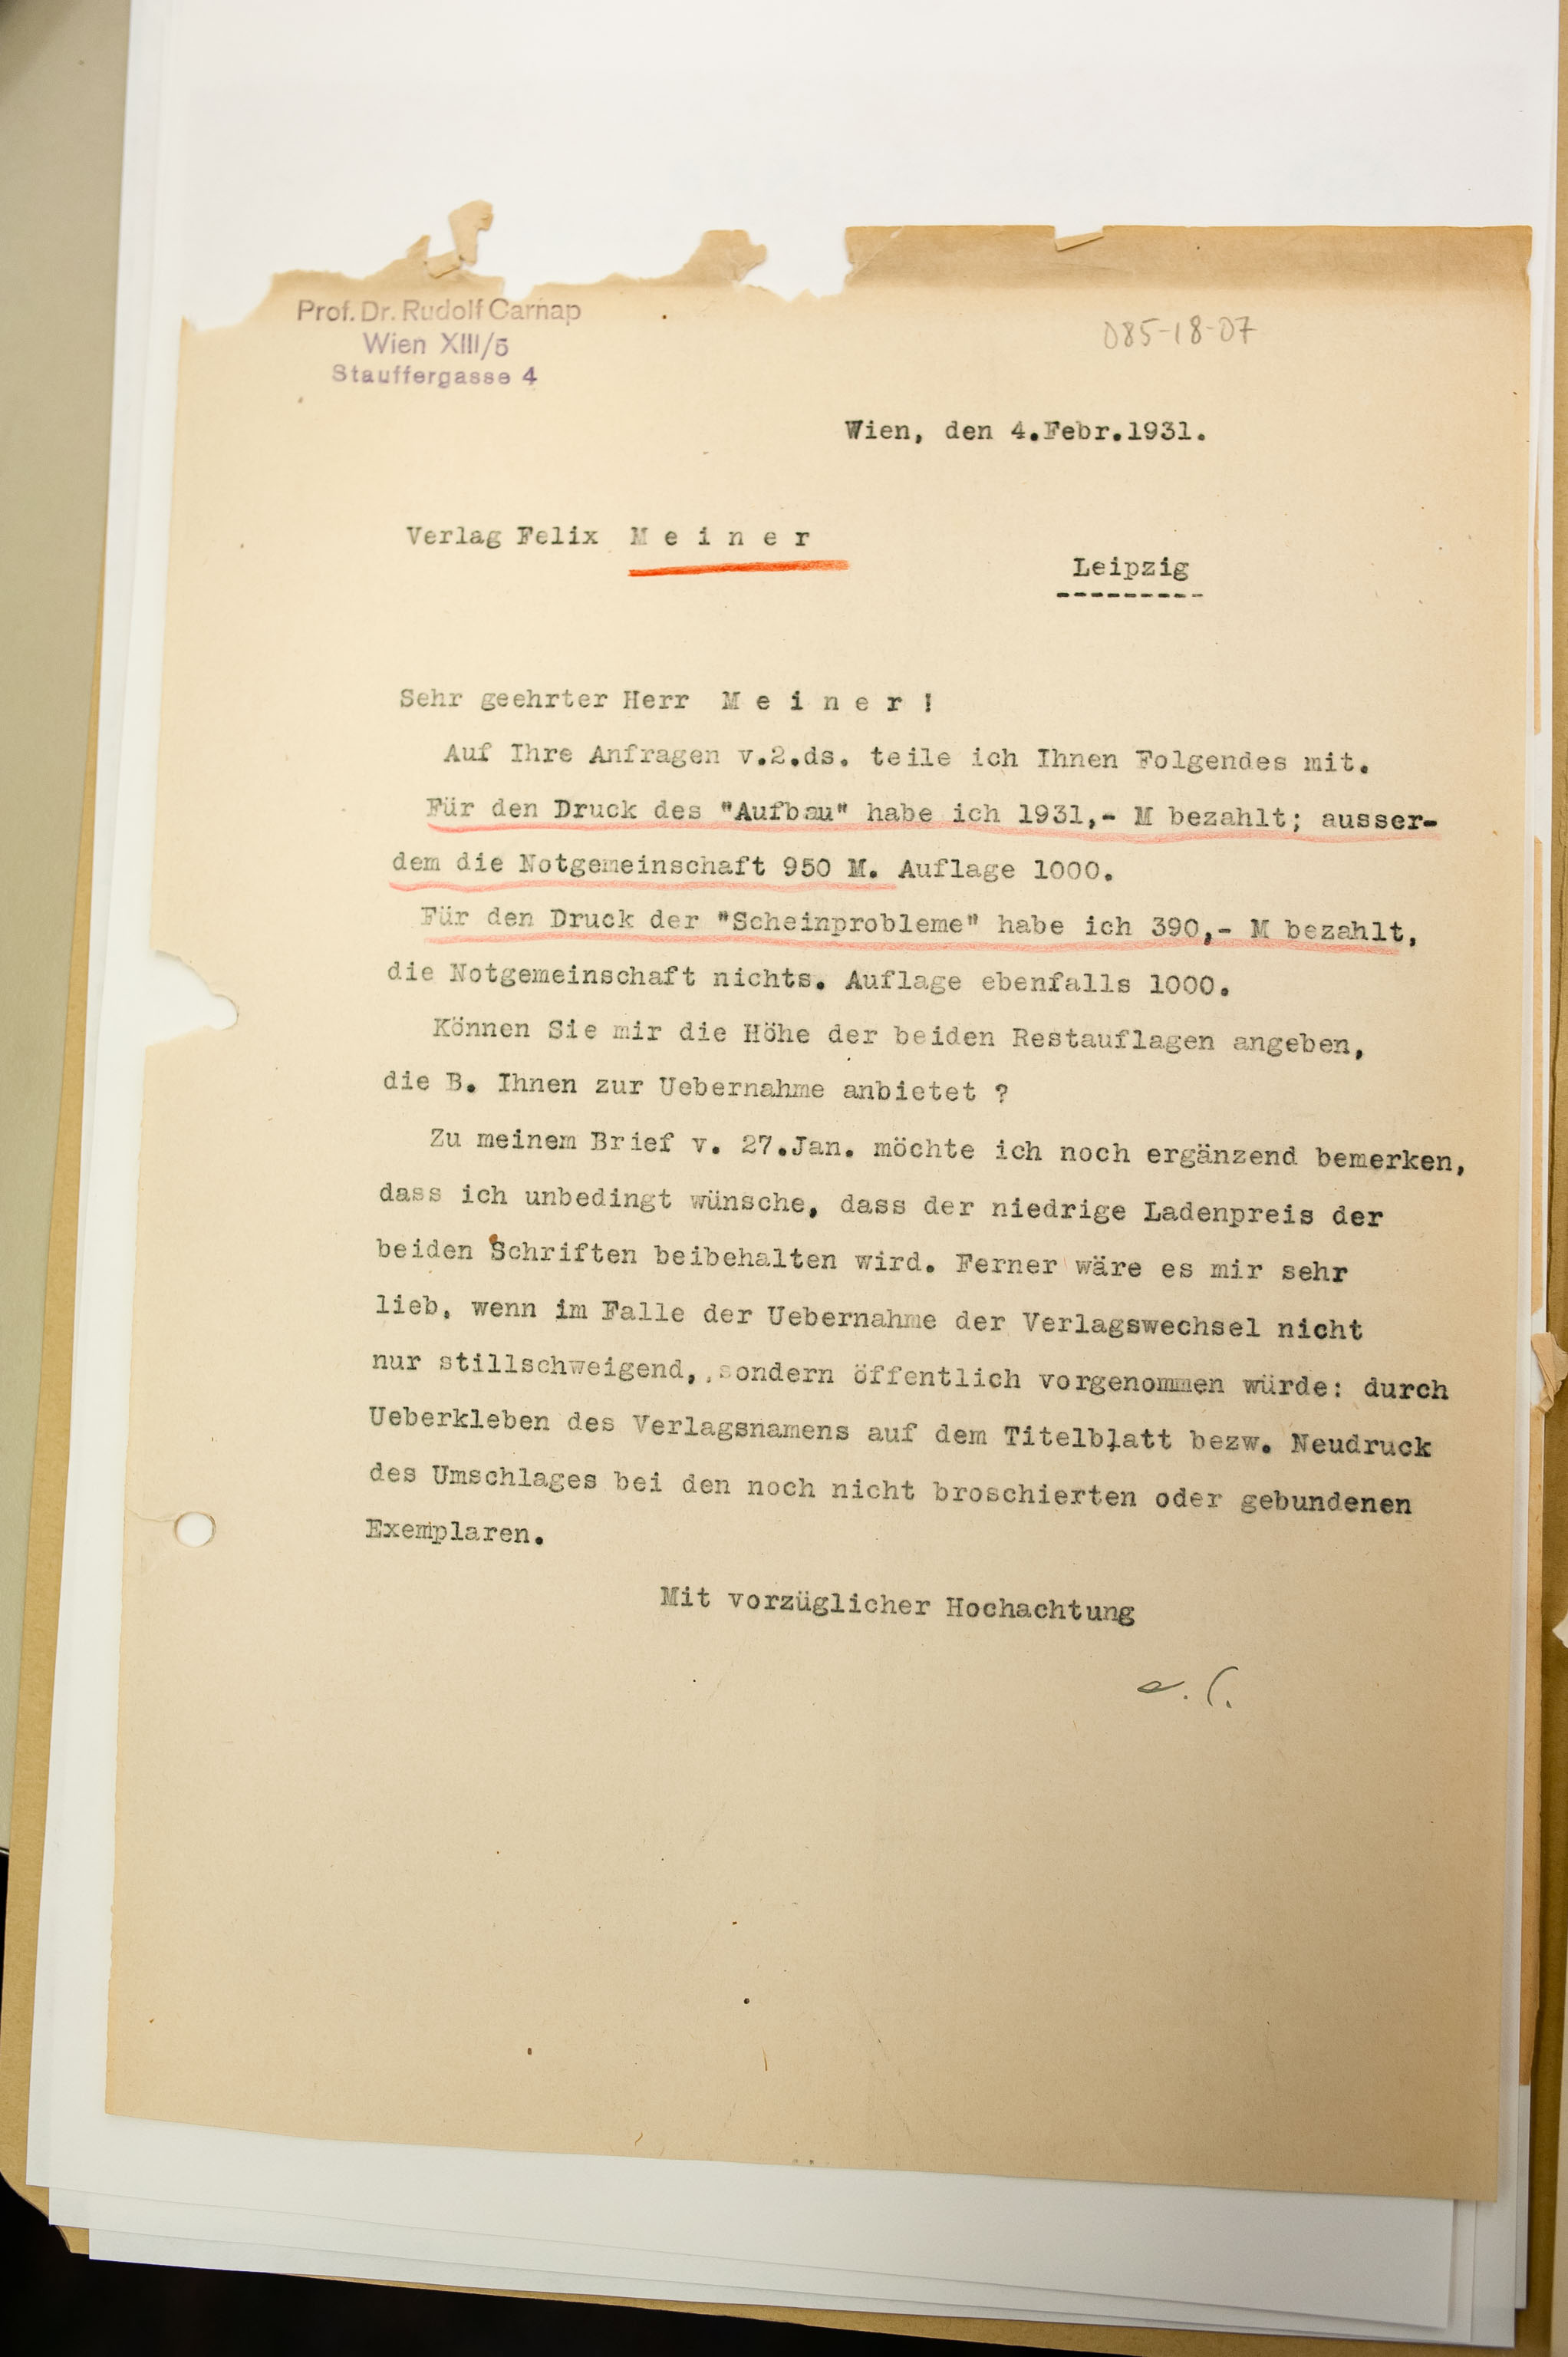 Prof. Dr. Rudolf Carnap
Wien XIII/5
Stauffergasse 4
085-18-07
Wien, den 4.Febr.1931.
Verlag Felix M e i n e r
Leipzig
Sehr geehrter Herr M e i n e r !
Auf Ihre Anfragen v.2.ds. teile ich Ihnen Folgendes mit.
Für den Druck des "Aufbau" habe ich 1931,- M bezahlt; ausser-
dem die Notgemeinschaft 950 M. Auflage 1000.
Für den Druck der "Scheinprobleme" habe ich 390,- M bezahlt,
die Notgemeinschaft nichts. Auflage ebenfalls 1000.
Können Sie mir die Höhe der beiden Restauflagen angeben,
die B. Ihnen zur Uebernahme anbietet ?
Zu meinem Brief v. 27.Jan. möchte ich noch ergänzend bemerken,
dass ich unbedingt wünsche, dass der niedrige Ladenpreis der
beiden Schriften beibehalten wird. Ferner wäre es mir sehr
lieb, wenn im Falle der Uebernahme der Verlagswechsel nicht
nur stillschweigend, sondern öffentlich vorgenommen würde: durch
Ueberkleben des Verlagsnamens auf dem Titelblatt bezw. Neudruck
des Umschlages bei den noch nicht broschierten oder gebundenen
Exemplaren.
Mit vorzüglicher Hochachtung